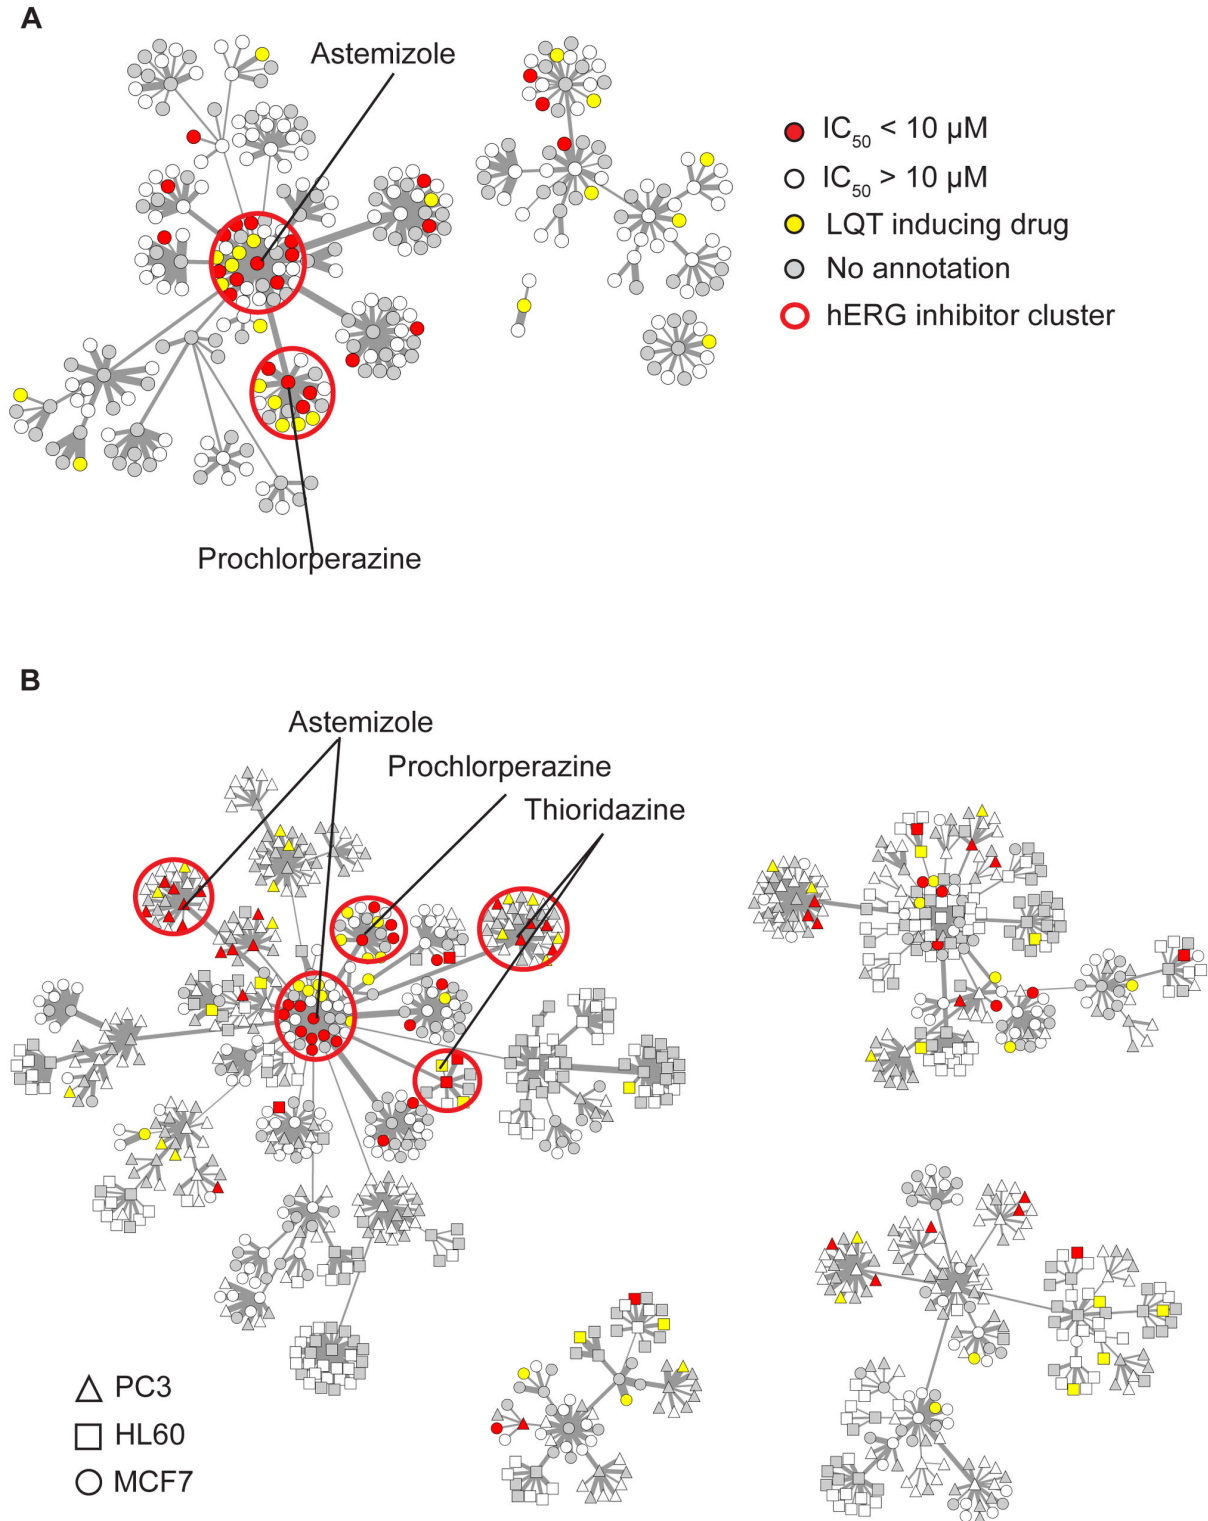 A
Astemizole
IC50 < 10 µM
IC50 > 10 µM
LQT inducing drug
No annotation
hERG inhibitor cluster
Prochlorperazine
B
Astemizole
Prochlorperazine
Thioridazine
PC3
HL60
MCF7